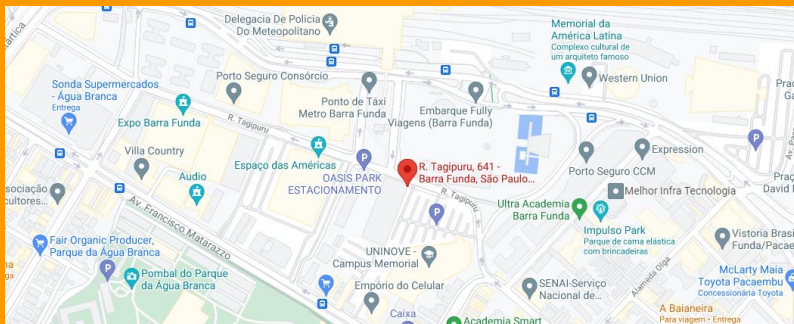 Delegacia De Polícia
Do Meteopolitano
Memorial da
América Latina
Complexo cultural de
um arquiteto famoso
Sonda Supermercados
- Água Branca
Entrega
Porto Seguro Consórcio
Western Union
Ponto de Táxi
Metro Barra Funda
Embarque Fully
Viagens (Barra Funda)
Expo Barra Funda
R. Tagipuru
Villa Country
Espaço das Américas
Expression
Audio
OASIS PARK
ESTACIONAMENTO
R. Tagipuru, 641 -
Barra Funda, São Paulo...
Porto Seguro CCM
R. Tagipuru
Melhor Infra Tecnologia
Ultra Academia
Barra Funda
Av. Francisco Matarazzo
Impulso Park
Parque de cama elástica
com brincadeiras
Fair Organic Producer,
Parque da Água Branca
UNINOVE -
Campus Memorial
Pombal do Parque
da Água Branca
Empório do Celular
SENAI-Serviço
Nacional de...
Alameda Olga
McLarty Maia
Toyota Pacaembu
Concessionária Toyota
Caixa
Academia Smart
A Baianeira
Para viagem · Entrega